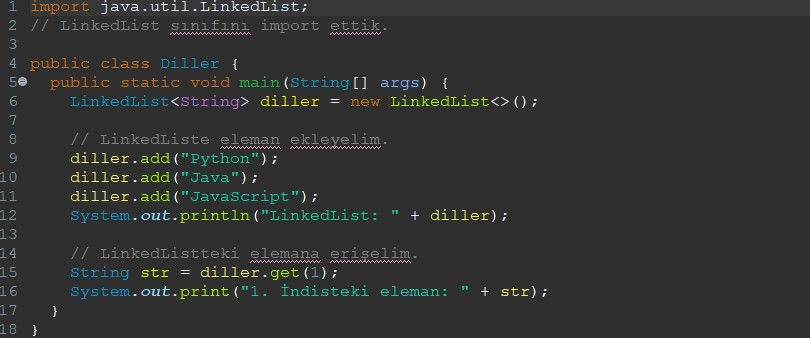 1 import java.util.LinkedList;
2 // LinkedList sınıfını import ettik.
3
4 public class Diller {
5 public static void main(String[] args) {
6 LinkedList<String> diller = new LinkedList<>();
7
8 // LinkedListe eleman ekleyelim.
9 diller.add("Python");
10 diller.add("Java");
11 diller.add("JavaScript");
12 System.out.println("LinkedList: " + diller);
13
14 // LinkedListteki elemana erişelim.
15 String str = diller.get(1);
16 System.out.print("1. İndisteki eleman: " + str);
17 }
18 }